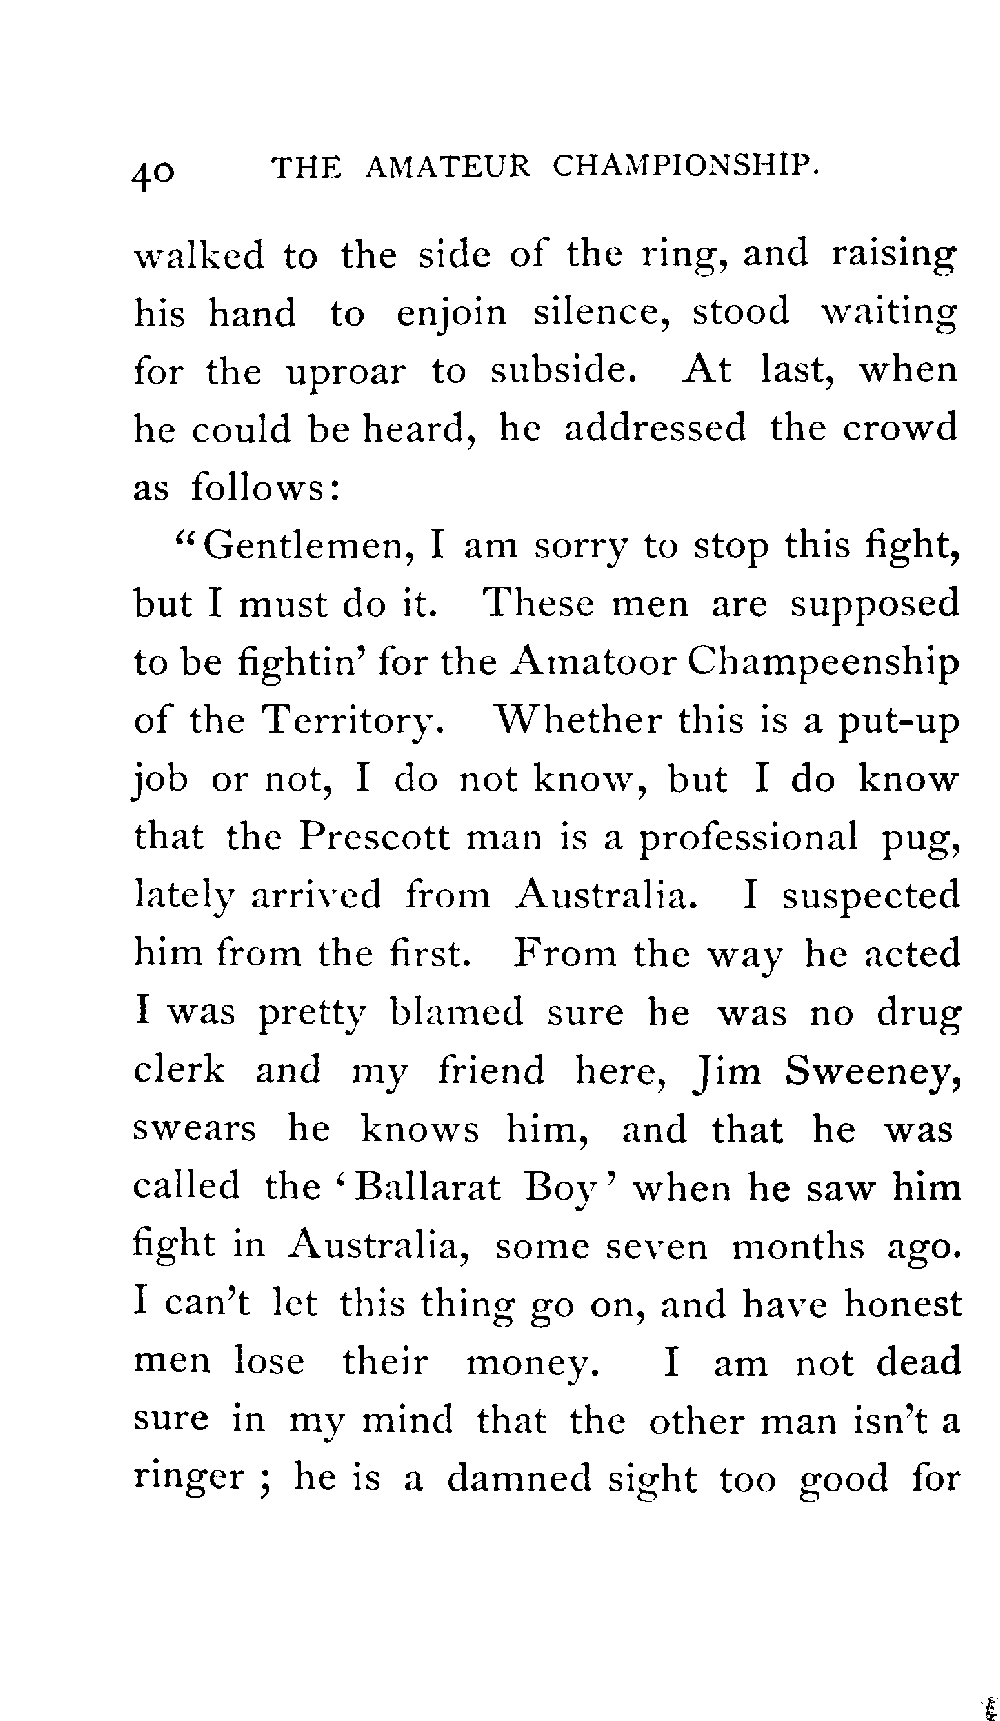 40 THE AMATEUR CHAMPIONSHIP.
walked to the side of the ring, and raising
his hand to enjoin silence, stood waiting
for the uproar to subside. At last, when
he could be heard, he addressed the crowd
as follows:
“Gentlemen, I am sorry to stop this fight,
but I must do it. These men are supposed
to be fightin’ for the Amatoor Champeenship
of the Territory. Whether this is a put-up
job or not, I do not know, but I do know
that the Prescott man is a professional pug,
lately arrived from Australia. I suspected
him from the first. From the way he acted
I was pretty blamed sure he was no drug
clerk and my friend here, Jim Sweeney,
swears he knows him, and that he was
called the ‘Ballarat Boy’ when he saw him
fight in Australia, some seven months ago.
I can’t let this thing go on, and have honest
men lose their money. I am not dead
sure in my mind that the other man isn’t a
ringer ; he is a damned sight too good for